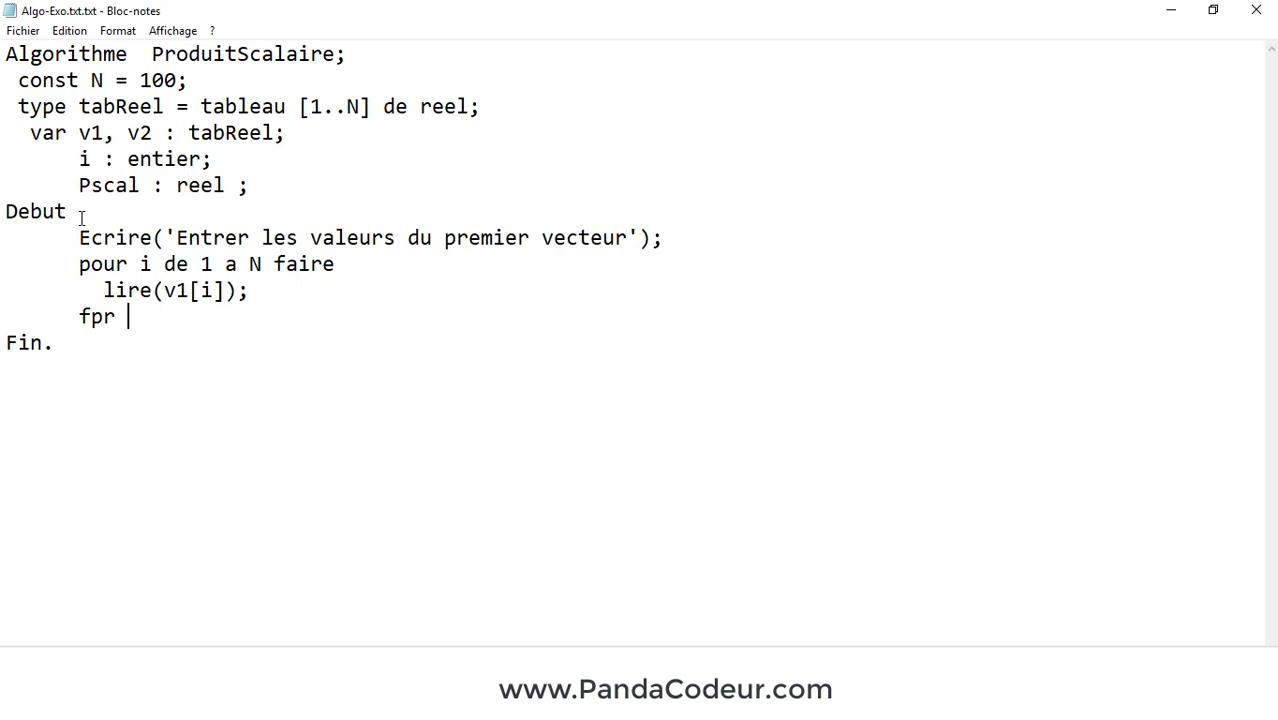 Algo-Exo.txt.txt - Bloc-notes
Fichier Edition Format Affichage ?
Algorithme  ProduitScalaire;
const N = 100;
type tabReel = tableau [1..N] de reel;
var v1, v2 : tabReel;
i : entier;
Pscal : reel ;
Debut
Ecrire('Entrer les valeurs du premier vecteur');
pour i de 1 a N faire
lire(v1[i]);
fpr
Fin.
www.PandaCodeur.com